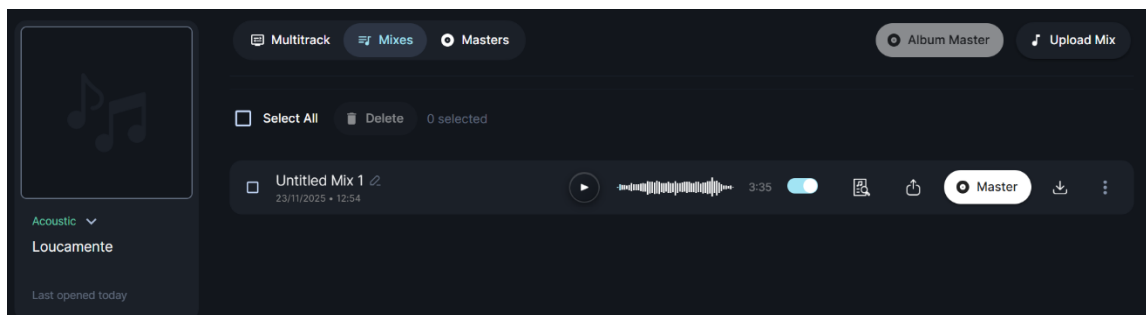 Multitrack Mixes Masters Album Master Upload Mix
Select All Delete 0 selected
Untitled Mix 1 3:35 Master
23/11/2025 • 12:54
Acoustic
Loucamente
Last opened today